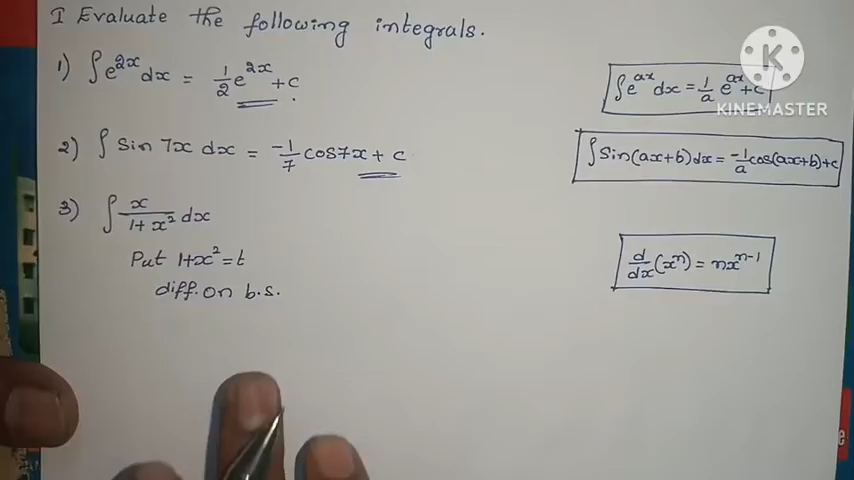 I Evaluate the following integrals.
1) ∫e^2x dx = 1/2 e^2x + c.
∫e^ax dx = 1/a e^ax + c
K
KINEMASTER
2) ∫ Sin 7x dx = -1/7 cos7x + c
∫Sin(ax+b)dx = -1/a cos(ax+b)+c
3) ∫ x/1+x² dx
Put 1+x² = t
d/dx (x^n) = nx^n-1
diff. on b.s.